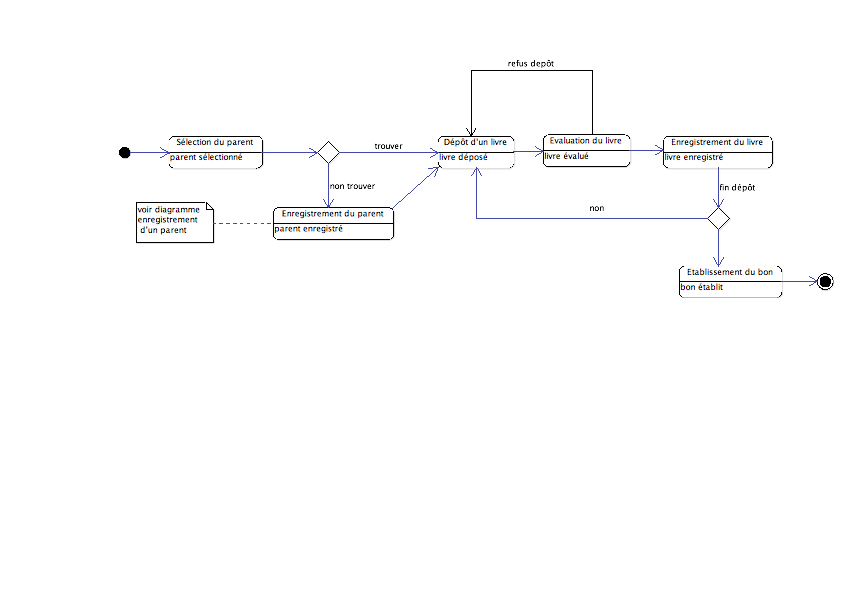 refus depôt
Sélection du parent
parent sélectionné
trouver
Dépôt d'un livre
livre déposé
Evaluation du livre
livre évalué
Enregistrement du livre
livre enregistré
non trouver
fin dépôt
voir diagramme
enregistrement
d'un parent
Enregistrement du parent
parent enregistré
non
Etablissement du bon
bon établit